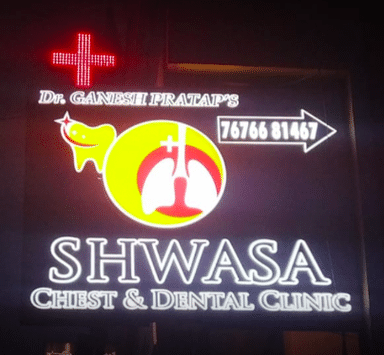 Dr. GANESH PRATAP'S
76766 81467
SHWASA
CHEST & DENTAL CLINIC